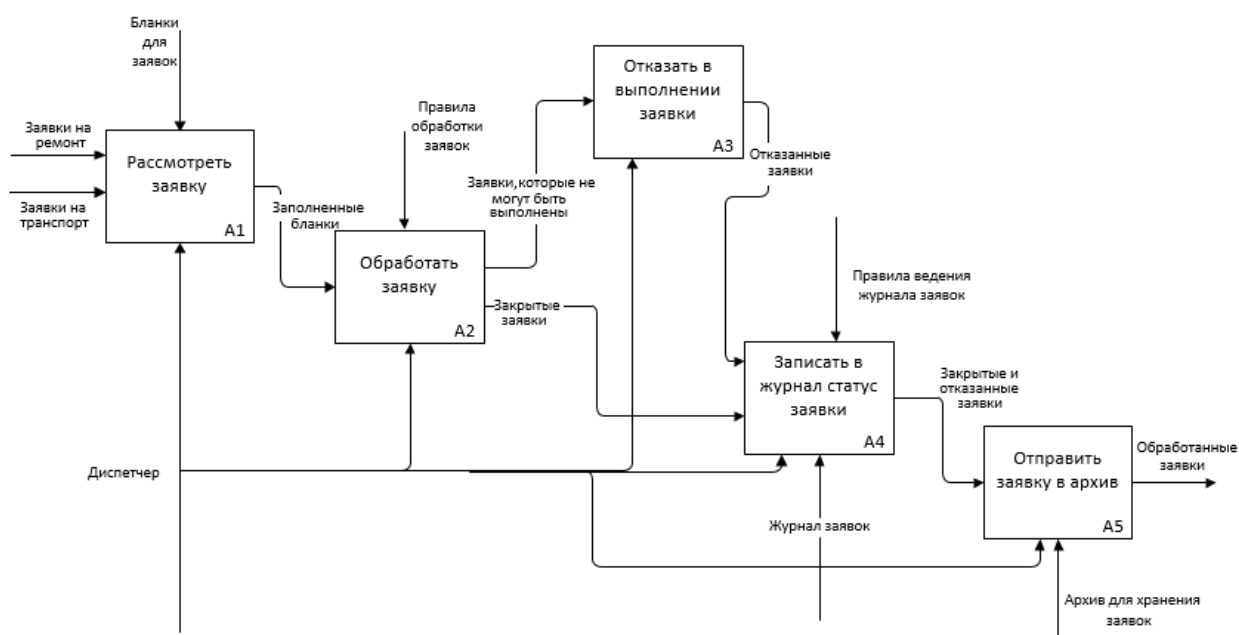 Бланки
для
заявок
Заявки на
ремонт
Заявки на
транспорт
Рассмотреть
заявку
A1
Заполненные
бланки
Правила
обработки
заявок
Обработать
заявку
A2
Заявки,которые не
могут быть
выполнены
Закрытые
заявки
Отказать в
выполнении
заявки
A3
Отказанные
заявки
Правила ведения
журнала заявок
Записать в
журнал статус
заявки
A4
Закрытые и
отказанные
заявки
Отправить
заявку в архив
A5
Обработанные
заявки
Диспетчер
Журнал заявок
Архив для хранения
заявок